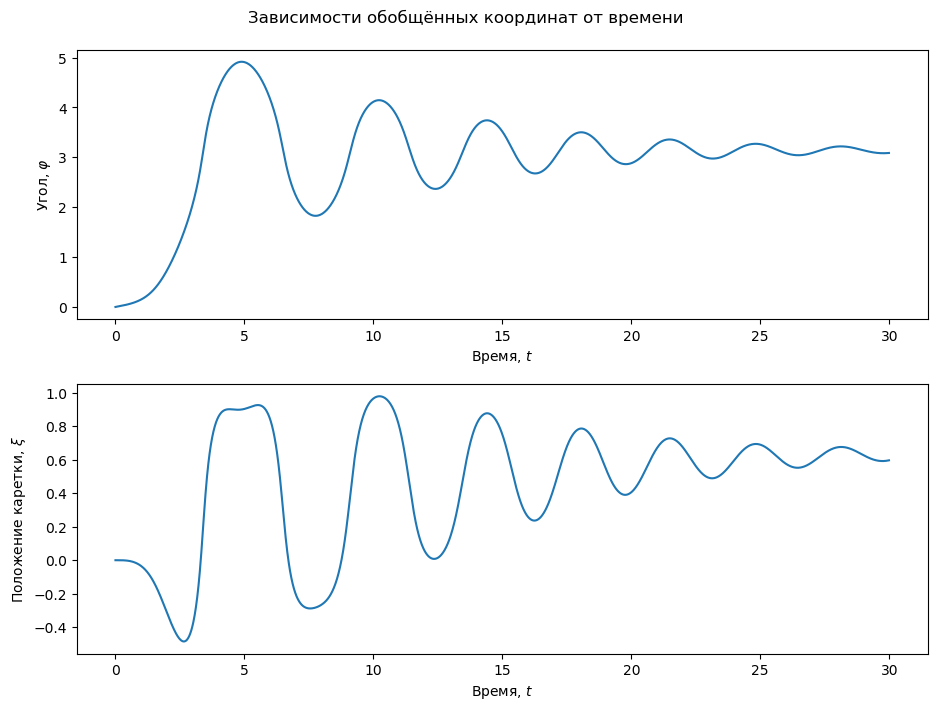 Зависимости обобщённых координат от времени
5
4
3
2
1
0
Угол, φ
0 5 10 15 20 25 30
Время, t
1.0
0.8
0.6
0.4
0.2
0.0
−0.2
−0.4
Положение каретки, ξ
0 5 10 15 20 25 30
Время, t